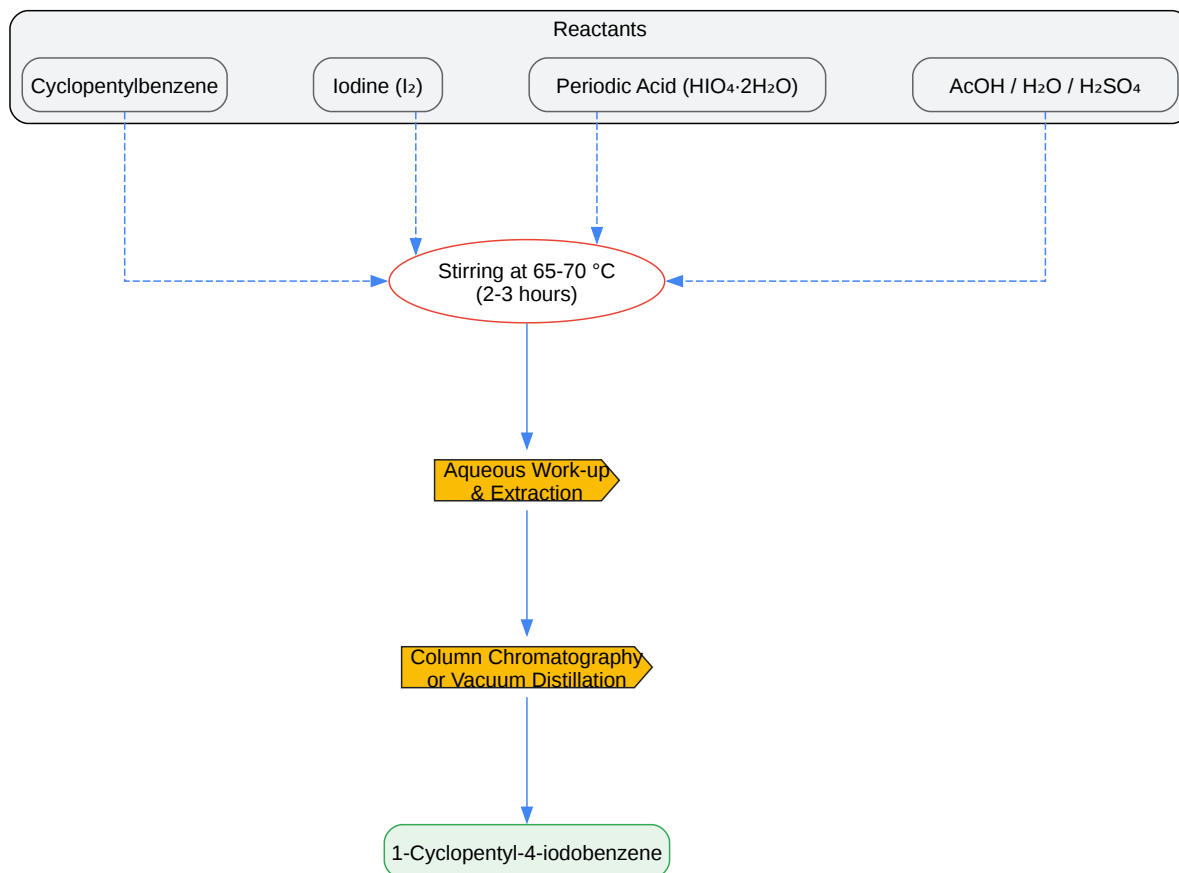 Reactants
Cyclopentylbenzene
Iodine (I₂)
Periodic Acid (HIO₄·2H₂O)
AcOH / H₂O / H₂SO₄
Stirring at 65-70 °C
(2-3 hours)
Aqueous Work-up
& Extraction
Column Chromatography
or Vacuum Distillation
1-Cyclopentyl-4-iodobenzene